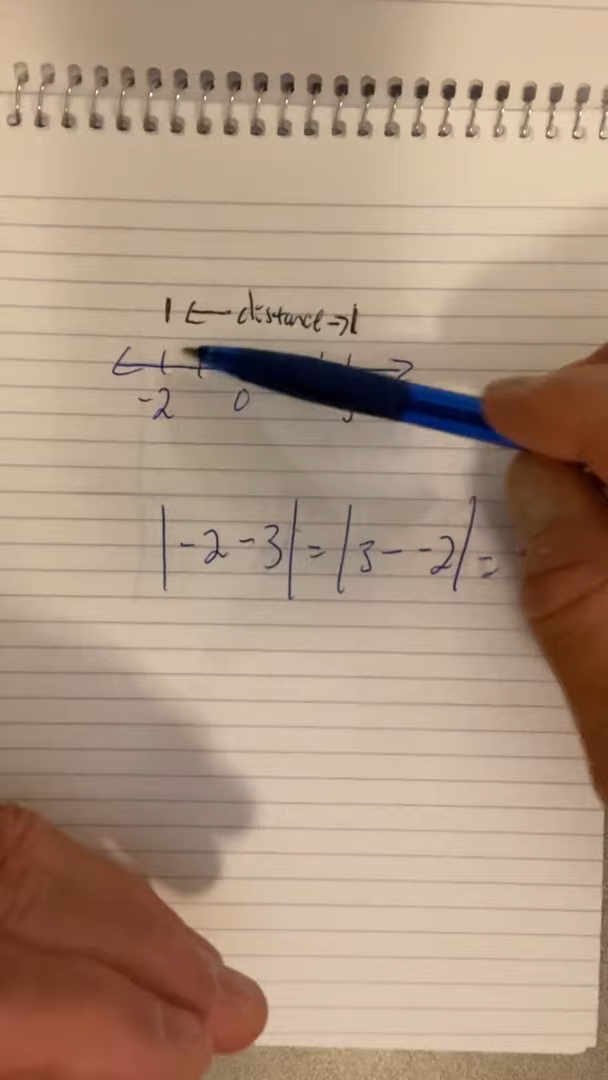 |← distance →|
-2 0
|-2-3| = |3--2| =